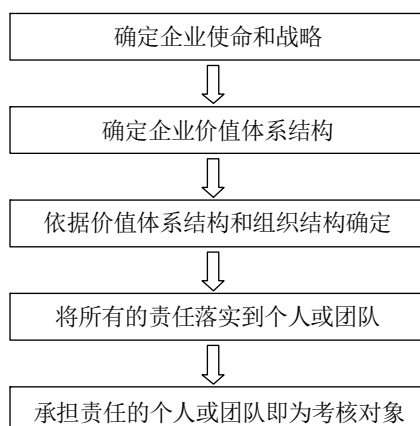 确定企业使命和战略
确定企业价值体系结构
依据价值体系结构和组织结构确定
将所有的责任落实到个人或团队
承担责任的个人或团队即为考核对象